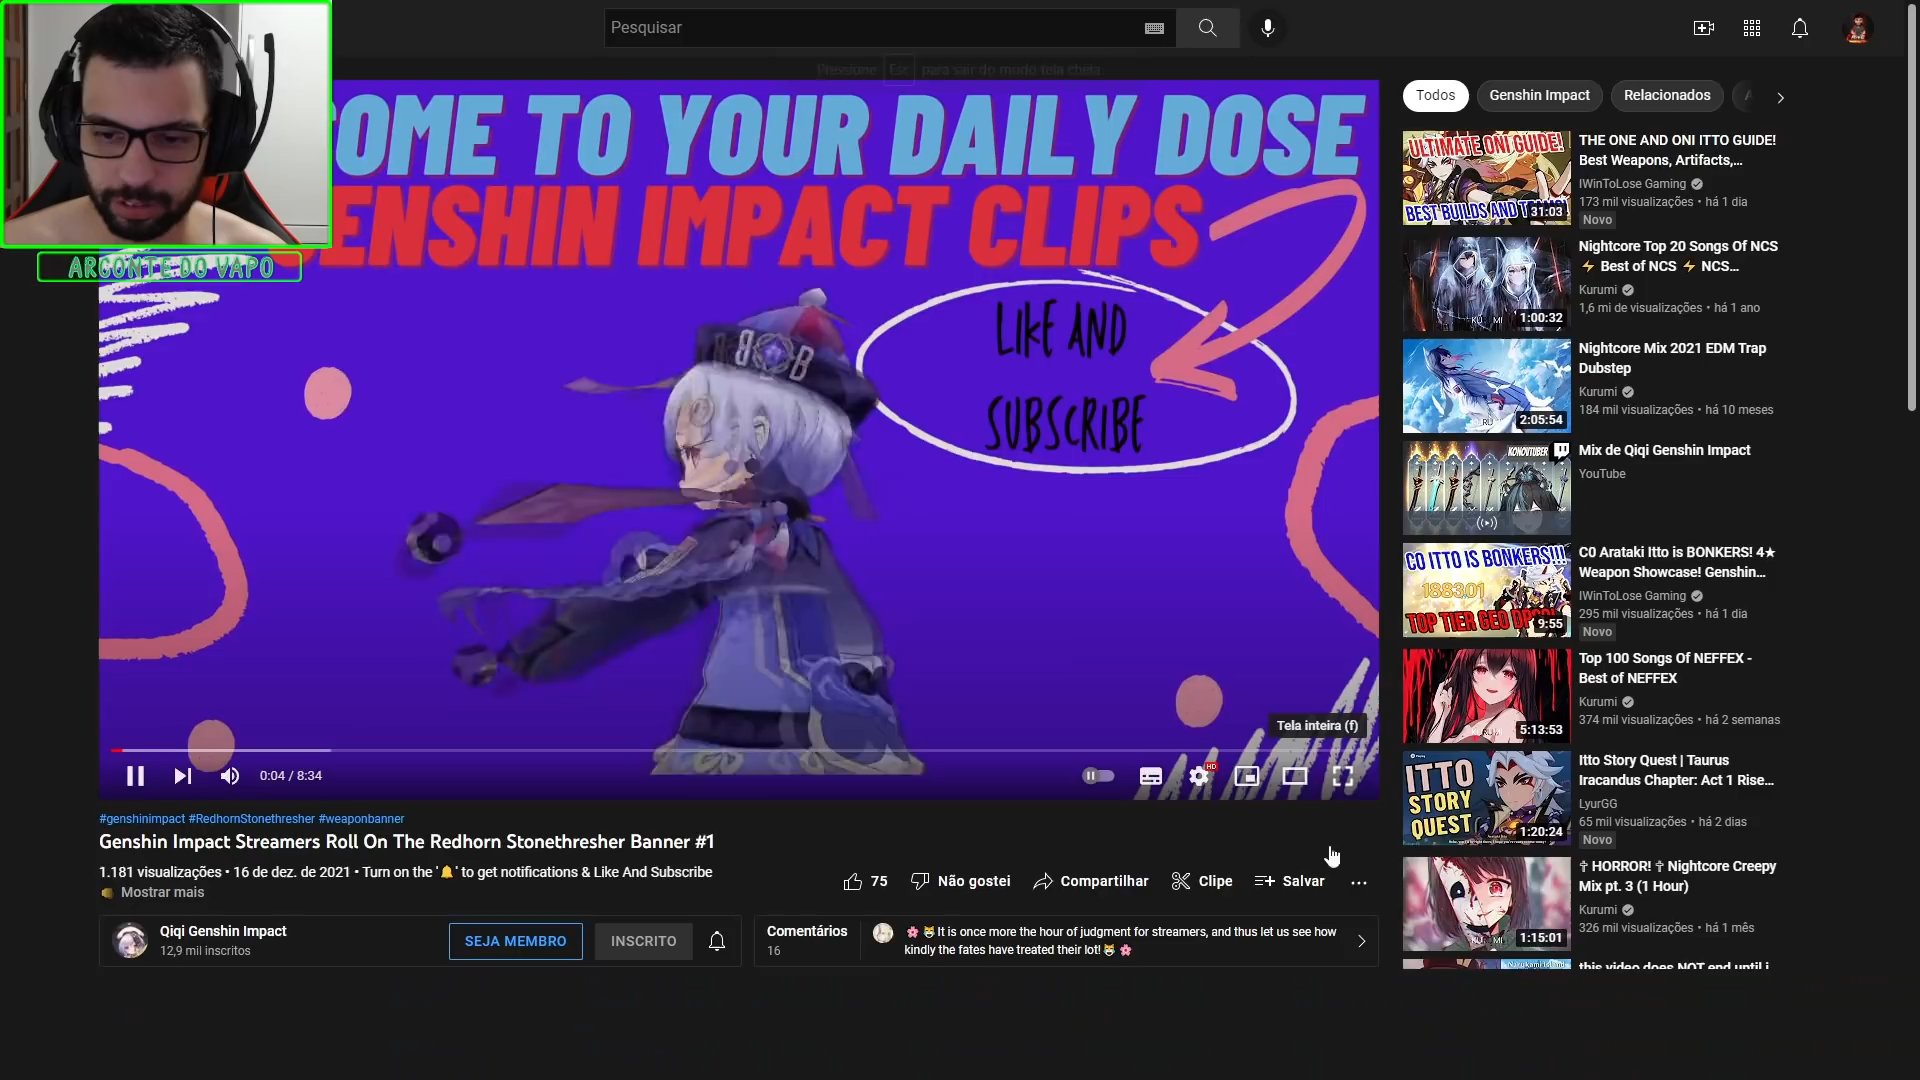 Pesquisar
Pressione Esc para sair do modo tela cheia
OME TO YOUR DAILY DOSE
ENSHIN IMPACT CLIPS
ARCONTE DO VAPO
LIKE AND
SUBSCRIBE
Tela inteira (f)
0:04 / 8:34
HD
#genshinimpact #RedhornStonethresher #weaponbanner
Genshin Impact Streamers Roll On The Redhorn Stonethresher Banner #1
1.181 visualizações • 16 de dez. de 2021 • Turn on the '🔔' to get notifications & Like And Subscribe
Mostrar mais
75
Não gostei
Compartilhar
Clipe
Salvar
Qiqi Genshin Impact
12,9 mil inscritos
SEJA MEMBRO
INSCRITO
Comentários
16
🌸 😼It is once more the hour of judgment for streamers, and thus let us see how
kindly the fates have treated their lot!😼 🌸
Todos
Genshin Impact
Relacionados
ULTIMATE ONI GUIDE!
31:03
THE ONE AND ONI ITTO GUIDE!
Best Weapons, Artifacts,...
IWinToLose Gaming
173 mil visualizações • há 1 dia
Novo
1:00:32
Nightcore Top 20 Songs Of NCS
⚡ Best of NCS ⚡ NCS...
Kurumi
1,6 mi de visualizações • há 1 ano
2:05:54
Nightcore Mix 2021 EDM Trap
Dubstep
Kurumi
184 mil visualizações • há 10 meses
Mix de Qiqi Genshin Impact
YouTube
C0 ITTO IS BONKERS!!!
188301
9:55
C0 Arataki Itto is BONKERS! 4★
Weapon Showcase! Genshin...
IWinToLose Gaming
295 mil visualizações • há 1 dia
Novo
5:13:53
Top 100 Songs Of NEFFEX -
Best of NEFFEX
Kurumi
374 mil visualizações • há 2 semanas
ITTO
STORY
QUEST
1:20:24
Itto Story Quest | Taurus
Iracandus Chapter: Act 1 Rise...
LyurGG
65 mil visualizações • há 2 dias
Novo
1:15:01
✞ HORROR! ✞ Nightcore Creepy
Mix pt. 3 (1 Hour)
Kurumi
326 mil visualizações • há 1 mês
this video does NOT end until i